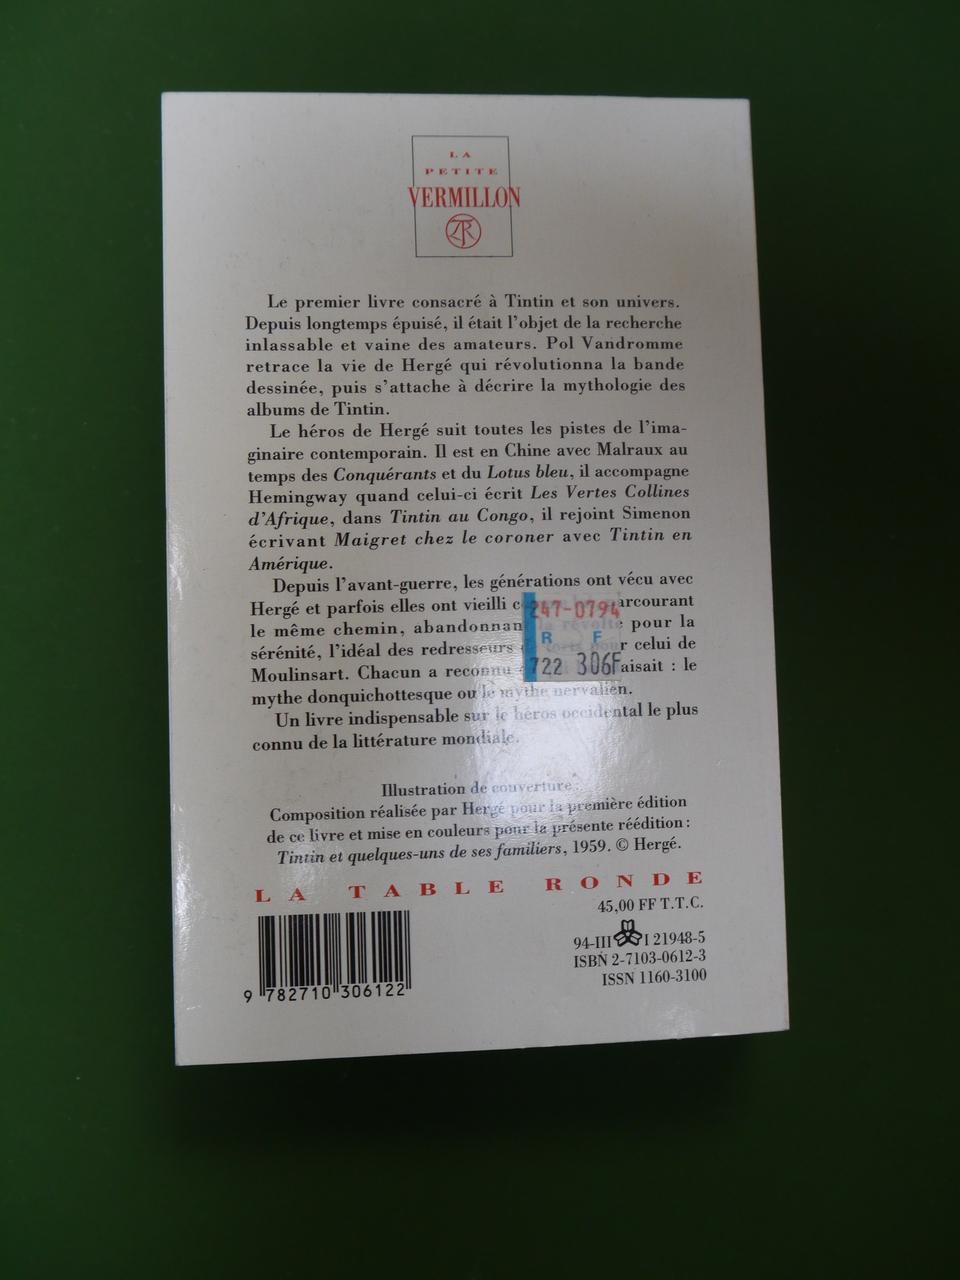 LA
PETITE
VERMILLON
Le premier livre consacré à Tintin et son univers.
Depuis longtemps épuisé, il était l'objet de la recherche
inlassable et vaine des amateurs. Pol Vandromme
retrace la vie de Hergé qui révolutionna la bande
dessinée, puis s'attache à décrire la mythologie des
albums de Tintin.
Le héros de Hergé suit toutes les pistes de l'ima-
ginaire contemporain. Il est en Chine avec Malraux au
temps des Conquérants et du Lotus bleu, il accompagne
Hemingway quand celui-ci écrit Les Vertes Collines
d'Afrique, dans Tintin au Congo, il rejoint Simenon
écrivant Maigret chez le coroner avec Tintin en
Amérique.
Depuis l'avant-guerre, les générations ont vécu avec
Hergé et parfois elles ont vieilli
le même chemin, abandonnant la révolte pour la
sérénité, l'idéal des redresseurs de torts pour celui de
Moulinsart. Chacun a reconnu : le
mythe donquichottesque ou le mythe nervalien.
Un livre indispensable sur le héros occidental le plus
connu de la littérature mondiale.
247-0794
R F
722 306F
Illustration de couverture :
Composition réalisée par Hergé pour la première édition
de ce livre et mise en couleurs pour la présente réédition :
Tintin et quelques-uns de ses familiers, 1959. © Hergé.
LA TABLE RONDE
45,00 FF T.T.C.
94-III I 21948-5
ISBN 2-7103-0612-3
ISSN 1160-3100
9 782710 306122